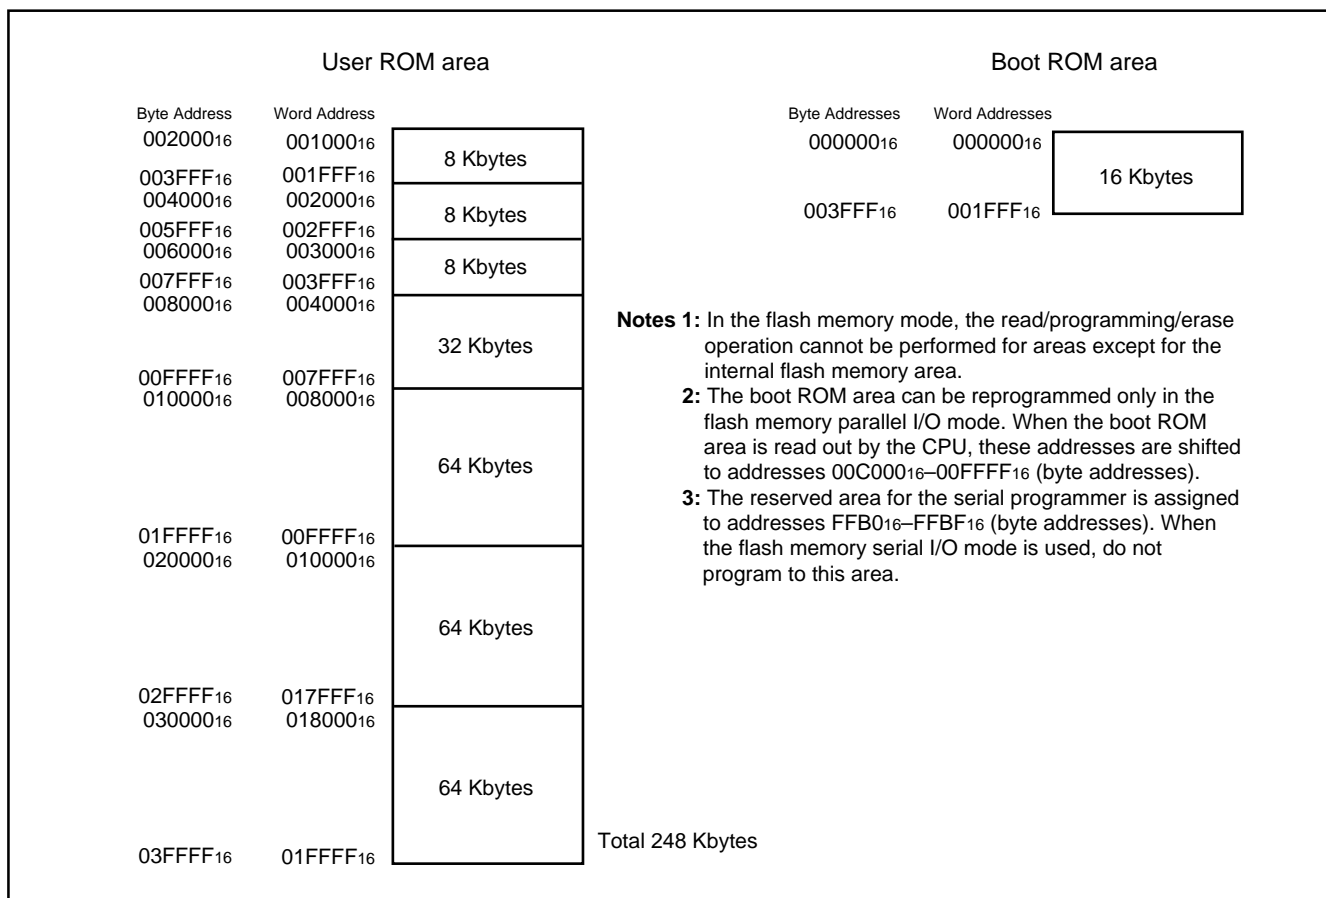 User ROM area
Byte Address Word Address
00200016 00100016
8 Kbytes
003FFF16 001FFF16
00400016 00200016
8 Kbytes
005FFF16 002FFF16
00600016 00300016
8 Kbytes
007FFF16 003FFF16
00800016 00400016
32 Kbytes
00FFFF16 007FFF16
01000016 00800016
64 Kbytes
01FFFF16 00FFFF16
02000016 01000016
64 Kbytes
02FFFF16 017FFF16
03000016 01800016
64 Kbytes
03FFFF16 01FFFF16
Total 248 Kbytes
Boot ROM area
Byte Addresses Word Addresses
00000016 00000016
16 Kbytes
003FFF16 001FFF16
Notes 1: In the flash memory mode, the read/programming/erase
operation cannot be performed for areas except for the
internal flash memory area.
2: The boot ROM area can be reprogrammed only in the
flash memory parallel I/O mode. When the boot ROM
area is read out by the CPU, these addresses are shifted
to addresses 00C00016–00FFFF16 (byte addresses).
3: The reserved area for the serial programmer is assigned
to addresses FFB016–FFBF16 (byte addresses). When
the flash memory serial I/O mode is used, do not
program to this area.